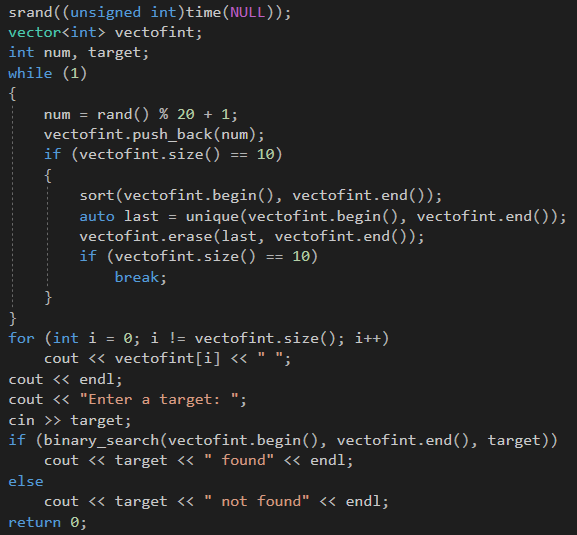 srand((unsigned int)time(NULL));
vector<int> vectofint;
int num, target;
while (1)
{
    num = rand() % 20 + 1;
    vectofint.push_back(num);
    if (vectofint.size() == 10)
    {
        sort(vectofint.begin(), vectofint.end());
        auto last = unique(vectofint.begin(), vectofint.end());
        vectofint.erase(last, vectofint.end());
        if (vectofint.size() == 10)
            break;
    }
}
for (int i = 0; i != vectofint.size(); i++)
    cout << vectofint[i] << " ";
cout << endl;
cout << "Enter a target: ";
cin >> target;
if (binary_search(vectofint.begin(), vectofint.end(), target))
    cout << target << " found" << endl;
else
    cout << target << " not found" << endl;
return 0;